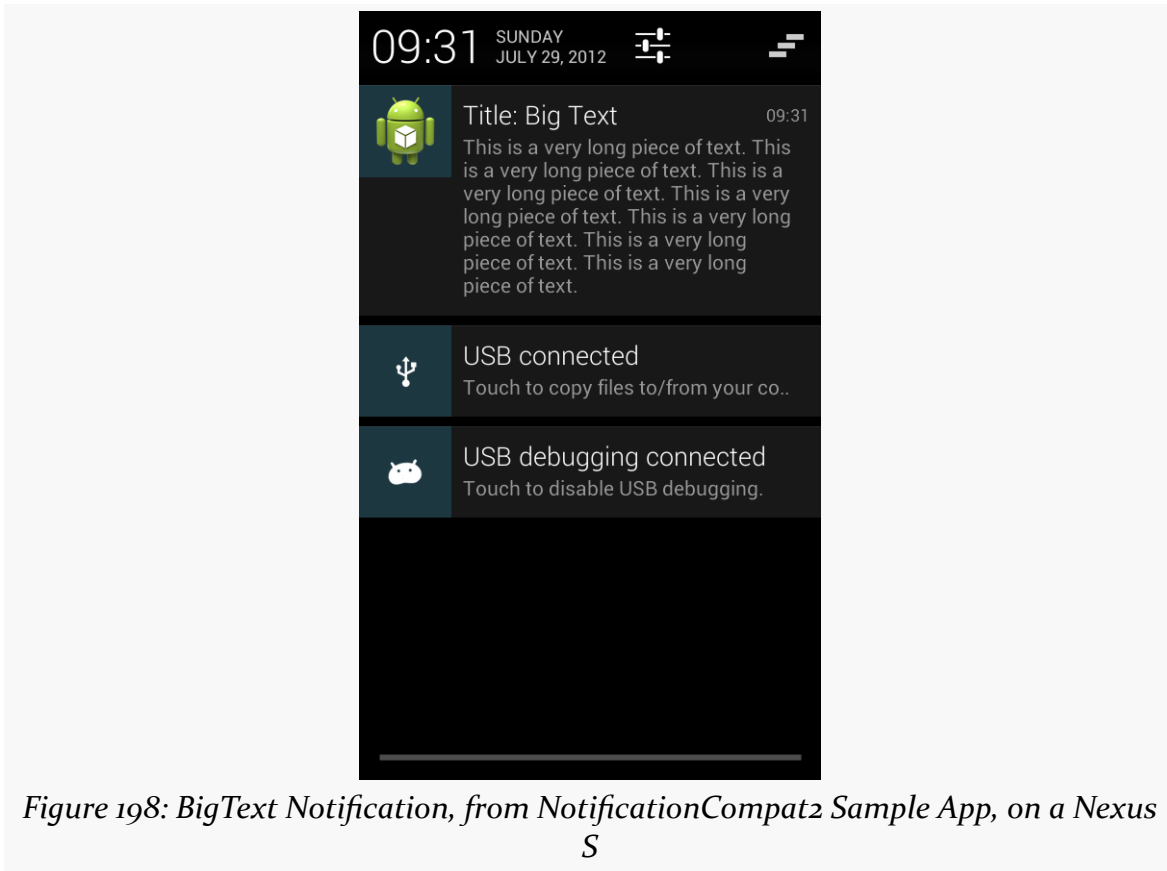 09:31 SUNDAY
JULY 29, 2012
Title: Big Text 09:31
This is a very long piece of text. This
is a very long piece of text. This is a
very long piece of text. This is a very
long piece of text. This is a very long
piece of text. This is a very long
piece of text. This is a very long
piece of text.
USB connected
Touch to copy files to/from your co..
USB debugging connected
Touch to disable USB debugging.
Figure 198: BigText Notification, from NotificationCompat2 Sample App, on a Nexus
S